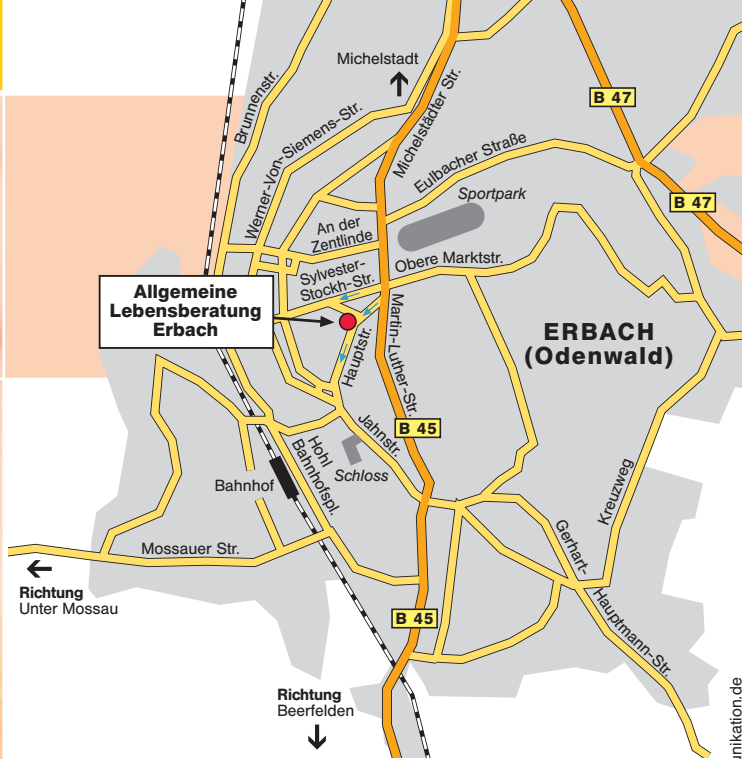 Michelstadt
Brunnenstr.
Werner-Von-Siemens-Str.
Michelstädter Str.
B 47
Eulbacher Straße
Sportpark
B 47
An der
Zentlinde
Sylvester-
Stockh-Str.
Obere Marktstr.
Allgemeine
Lebensberatung
Erbach
Hauptstr.
Martin-Luther-Str.
ERBACH
(Odenwald)
B 45
Jahnstr.
Hohl
Bahnhofspl.
Schloss
Bahnhof
Kreuzweg
Mossauer Str.
Gerhart-
Hauptmann-Str.
Richtung
Unter Mossau
B 45
Richtung
Beerfelden
unikation.de